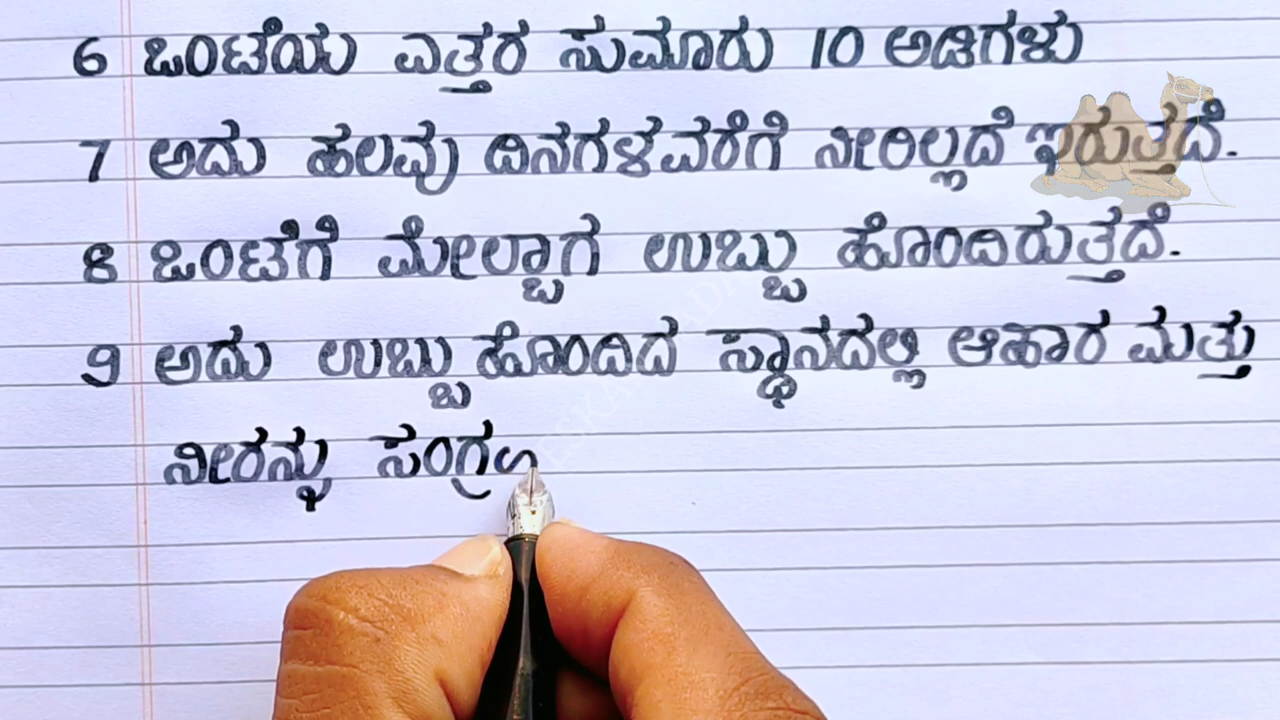 6 ಒಂಟೆಯ ಎತ್ತರ ಸುಮಾರು 10 ಅಡಿಗಳು
7 ಅದು ಹಲವು ದಿನಗಳವರೆಗೆ ನೀರಿಲ್ಲದೆ ಇರುತ್ತದೆ.
8 ಒಂಟೆಗೆ ಮೇಲ್ಭಾಗ ಉಬ್ಬು ಹೊಂದಿರುತ್ತದೆ.
9 ಅದು ಉಬ್ಬು ಹೊಂದಿದ ಸ್ಥಾನದಲ್ಲಿ ಆಹಾರ ಮತ್ತು
ನೀರನ್ನು